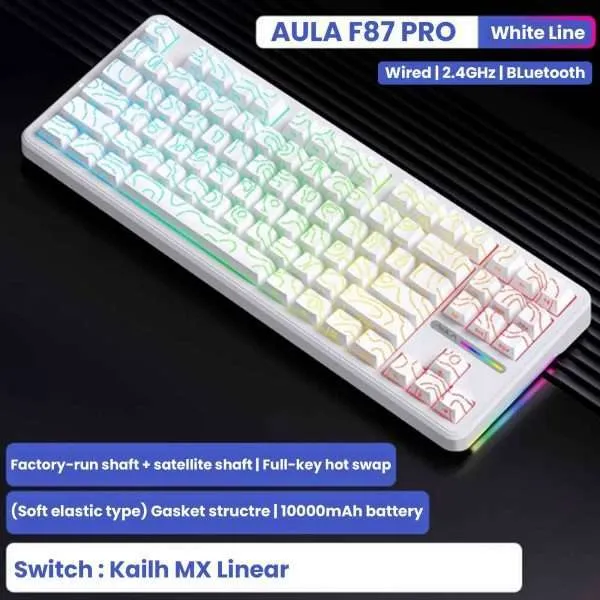 AULA F87 PRO White Line
Wired | 2.4GHz | BLuetooth
AULA
Factory-run shaft + satellite shaft | Full-key hot swap
(Soft elastic type) Gasket structre | 10000mAh battery
Switch : Kailh MX Linear